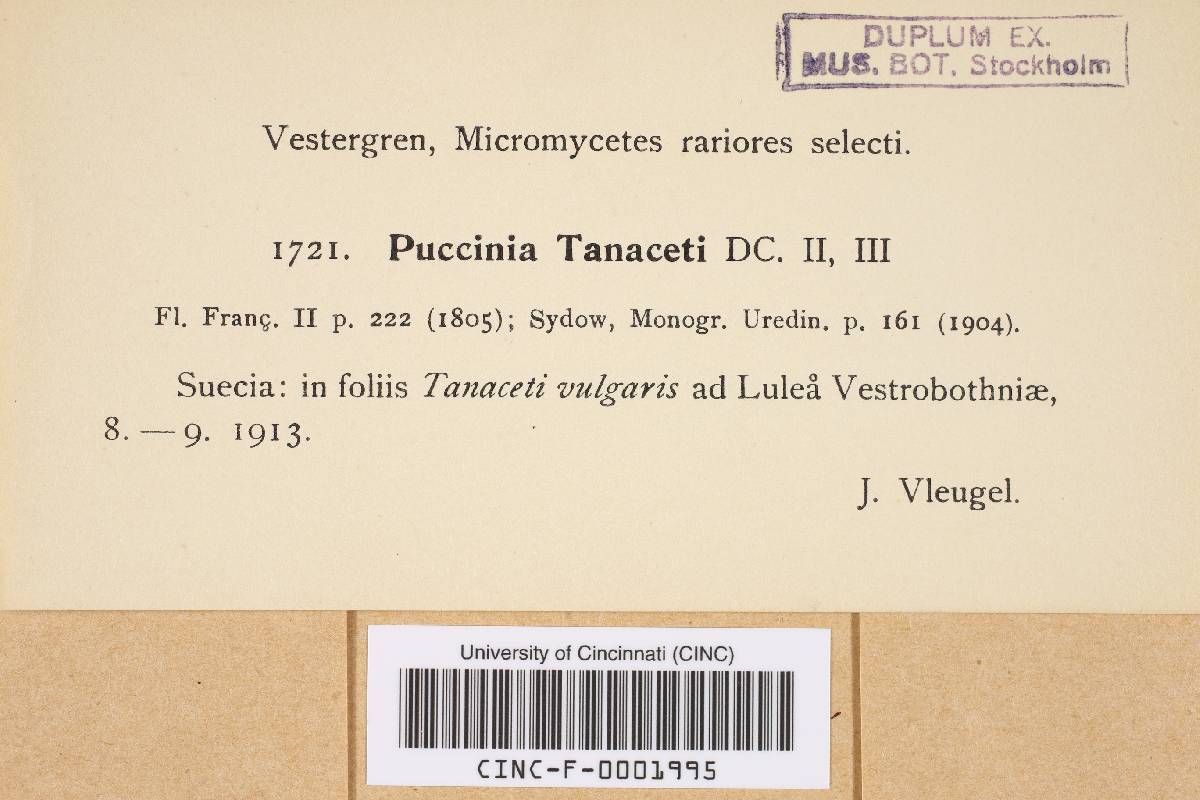 DUPLUM EX.
MUS. BOT. Stockholm
Vestergren, Micromycetes rariores selecti.
1721. Puccinia Tanaceti DC. II, III
Fl. Franç. II p. 222 (1805); Sydow, Monogr. Uredin. p. 161 (1904).
Suecia: in foliis Tanaceti vulgaris ad Luleå Vestrobothniæ,
8. — 9. 1913.
J. Vleugel.
University of Cincinnati (CINC)
CINC-F-0001995